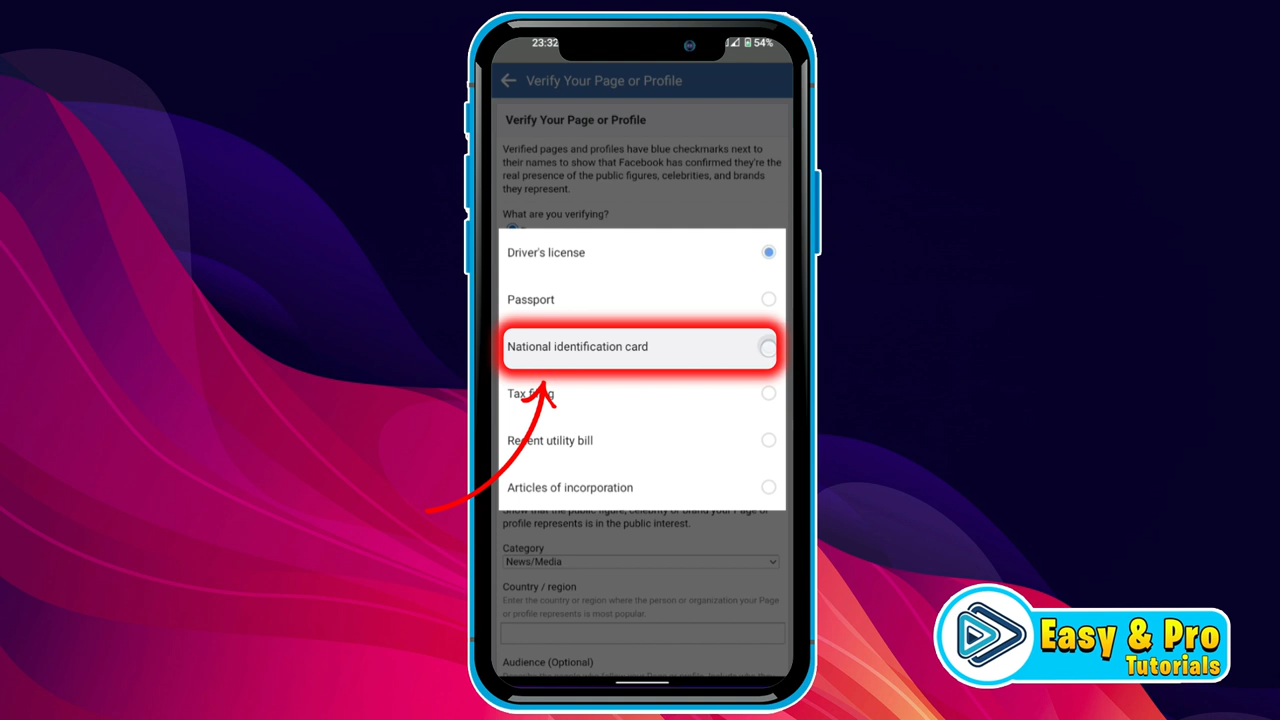 23:32
54%
Verify Your Page or Profile
Verify Your Page or Profile
Verified pages and profiles have blue checkmarks next to
their names to show that Facebook has confirmed they're the
real presence of the public figures, celebrities, and brands
they represent.
What are you verifying?
Driver's license
Passport
National identification card
Tax filing
Recent utility bill
Articles of incorporation
Show that the public figure, celebrity or brand your Page or
profile represents is in the public interest.
Category
News/Media
Country / region
Enter the country or region where the person or organization your Page
or profile represents is most popular.
Audience (Optional)
Easy & Pro
Tutorials